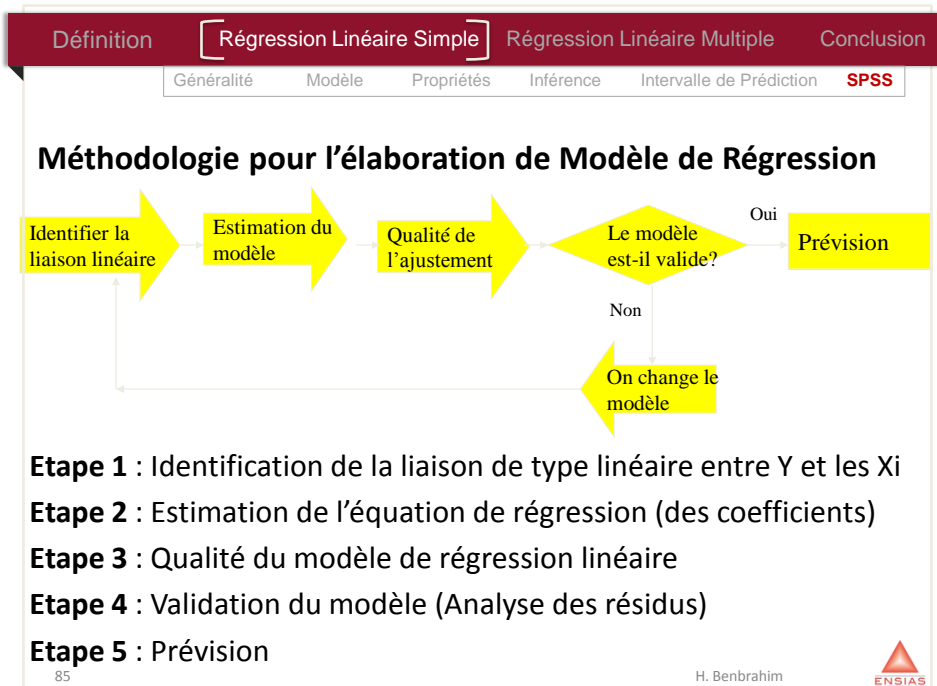 Définition Régression Linéaire Simple Régression Linéaire Multiple Conclusion
Généralité Modèle Propriétés Inférence Intervalle de Prédiction SPSS
Méthodologie pour l'élaboration de Modèle de Régression
Identifier la
liaison linéaire
Estimation du
modèle
Qualité de
l'ajustement
Le modèle
est-il valide?
Oui
Prévision
Non
On change le
modèle
Etape 1 : Identification de la liaison de type linéaire entre Y et les Xi
Etape 2 : Estimation de l'équation de régression (des coefficients)
Etape 3 : Qualité du modèle de régression linéaire
Etape 4 : Validation du modèle (Analyse des résidus)
Etape 5 : Prévision
85
H. Benbrahim
ENSIAS